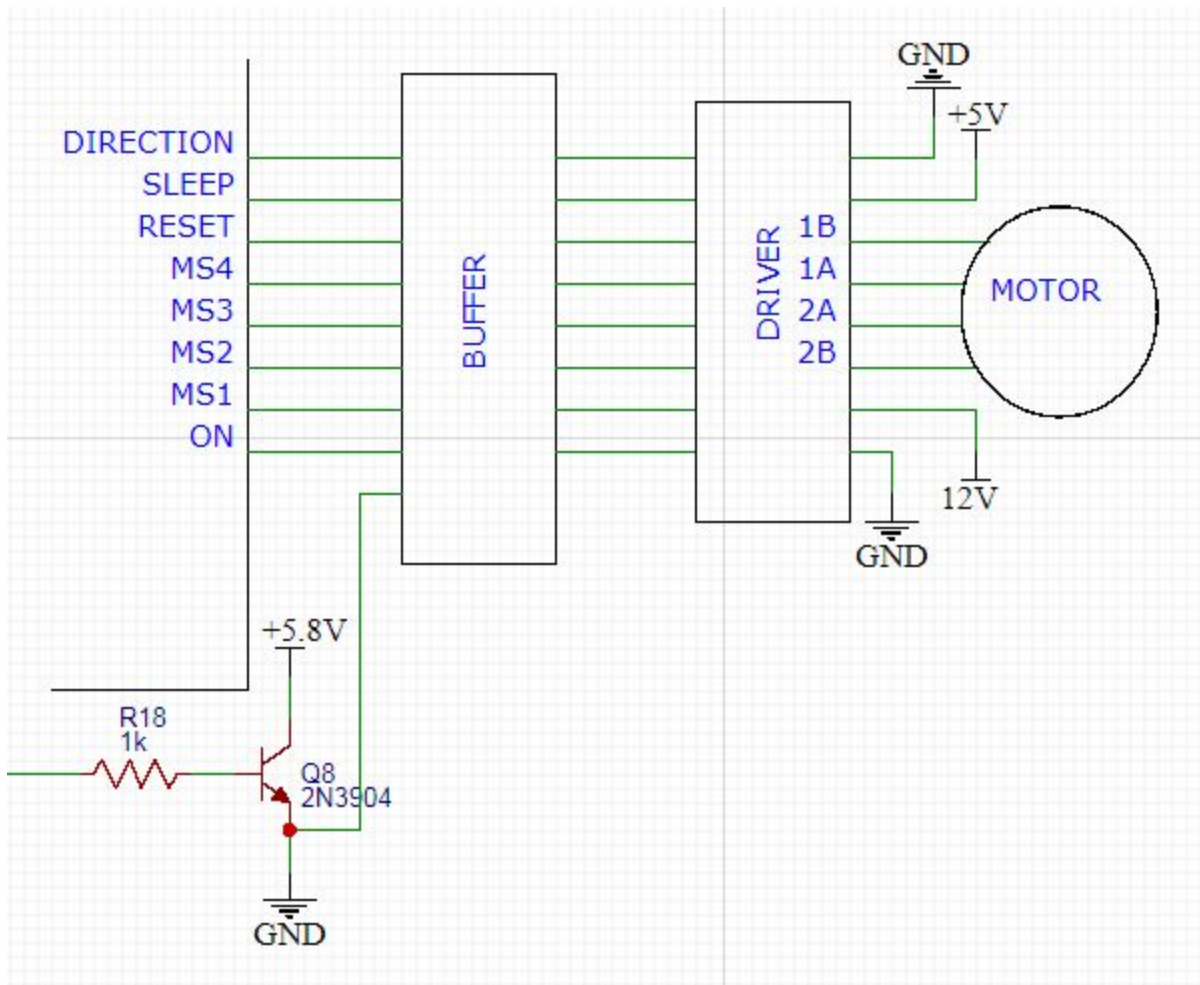 GND
+5V
DIRECTION
SLEEP
RESET
MS4
MS3
MS2
MS1
ON
BUFFER
DRIVER
1B
1A
2A
2B
MOTOR
12V
GND
+5.8V
R18
1k
Q8
2N3904
GND